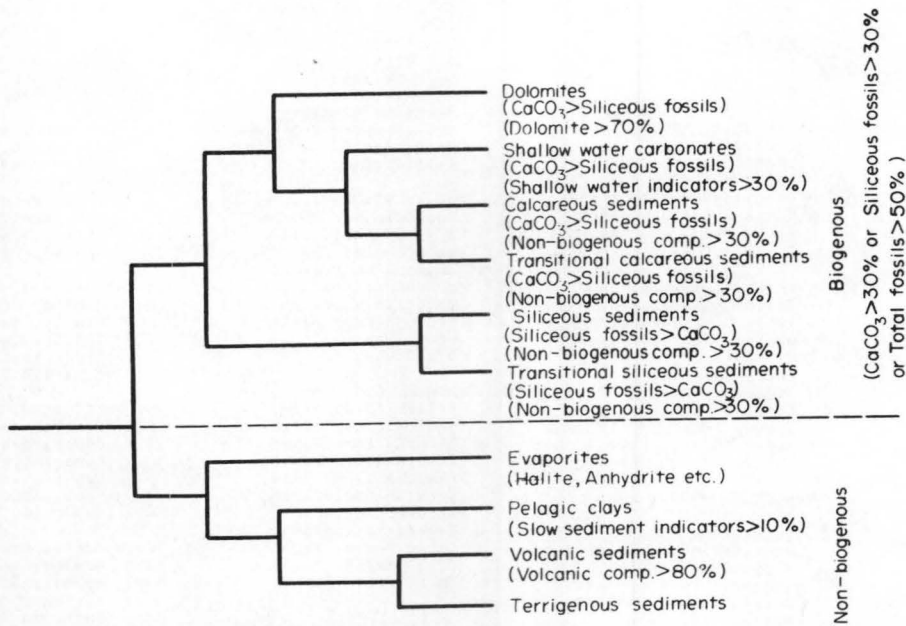 Dolomites
(CaCO₃>Siliceous fossils)
(Dolomite>70%)
Shallow water carbonates
(CaCO₃>Siliceous fossils)
(Shallow water indicators>30%)
Calcareous sediments
(CaCO₃>Siliceous fossils)
(Non-biogenous comp.>30%)
Transitional calcareous sediments
(CaCO₃>Siliceous fossils)
(Non-biogenous comp.>30%)
Siliceous sediments
(Siliceous fossils>CaCO₃)
(Non-biogenous comp.>30%)
Transitional siliceous sediments
(Siliceous fossils>CaCO₃)
(Non-biogenous comp.>30%)
Biogenous
(CaCO₃>30% or Siliceous fossils>30%
or Total fossils>50%)
Evaporites
(Halite, Anhydrite etc.)
Pelagic clays
(Slow sediment indicators>10%)
Volcanic sediments
(Volcanic comp.>80%)
Terrigenous sediments
Non-biogenous